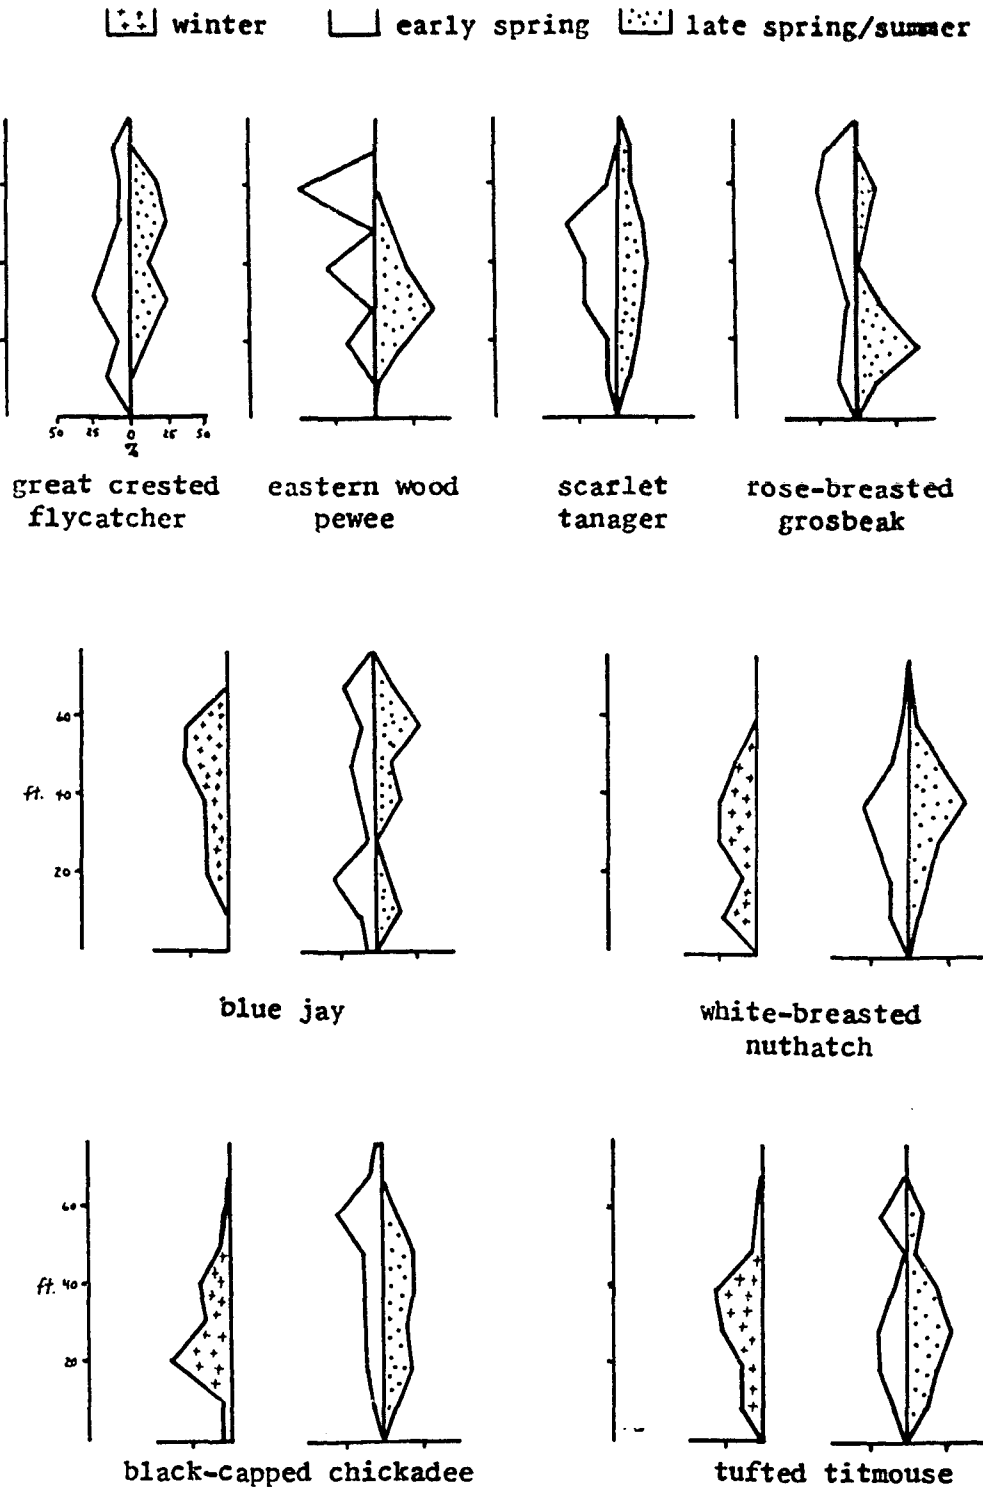 winter early spring late spring/summer
50 25 0 25 50
%
great crested flycatcher
eastern wood pewee
scarlet tanager
rose-breasted grosbeak
60
ft. 40
20
blue jay
white-breasted nuthatch
60
ft. 40
20
black-capped chickadee
tufted titmouse